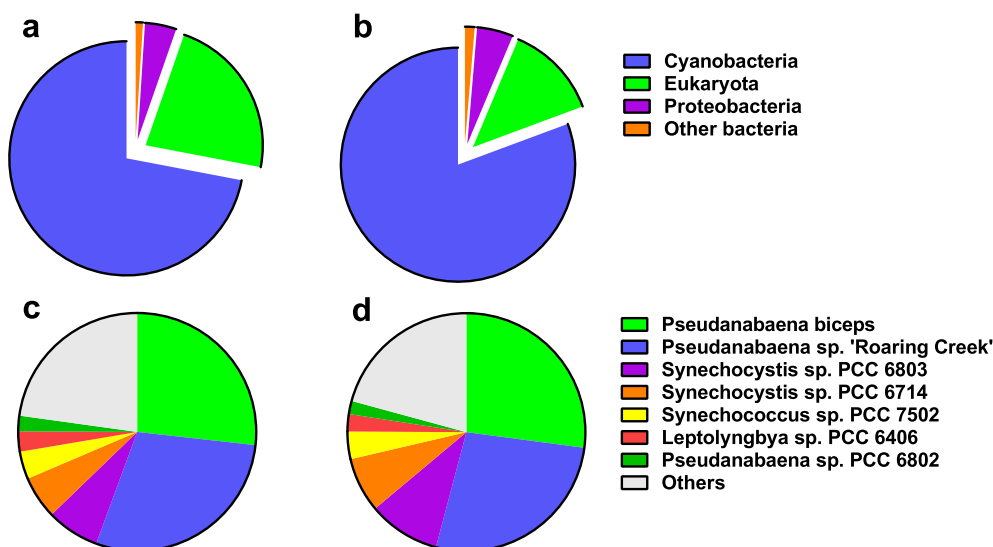 a
b
Cyanobacteria
Eukaryota
Proteobacteria
Other bacteria
c
d
Pseudanabaena biceps
Pseudanabaena sp. 'Roaring Creek'
Synechocystis sp. PCC 6803
Synechocystis sp. PCC 6714
Synechococcus sp. PCC 7502
Leptolyngbya sp. PCC 6406
Pseudanabaena sp. PCC 6802
Others